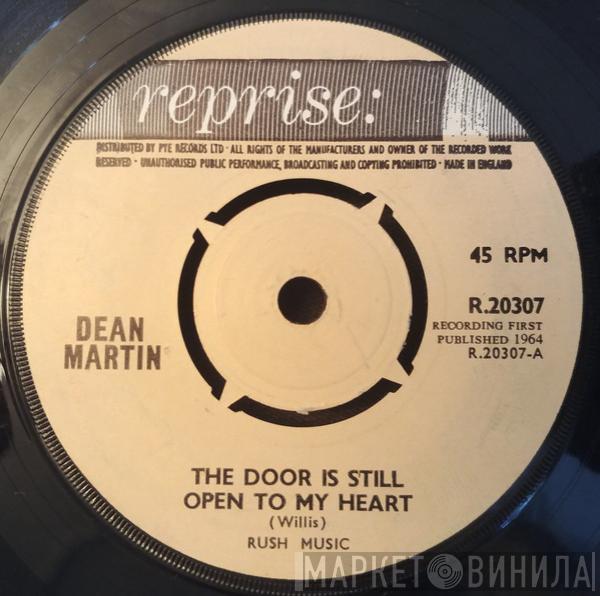 reprise:
DISTRIBUTED BY PYE RECORDS LTD · ALL RIGHTS OF THE MANUFACTURERS AND OWNER OF THE RECORDED WORK
RESERVED · UNAUTHORISED PUBLIC PERFORMANCE, BROADCASTING AND COPYING PROHIBITED · MADE IN ENGLAND
45 RPM
R.20307
RECORDING FIRST
PUBLISHED 1964
R.20307-A
DEAN
MARTIN
THE DOOR IS STILL
OPEN TO MY HEART
(Willis)
RUSH MUSIC
МАРКЕТ ВИНИЛА